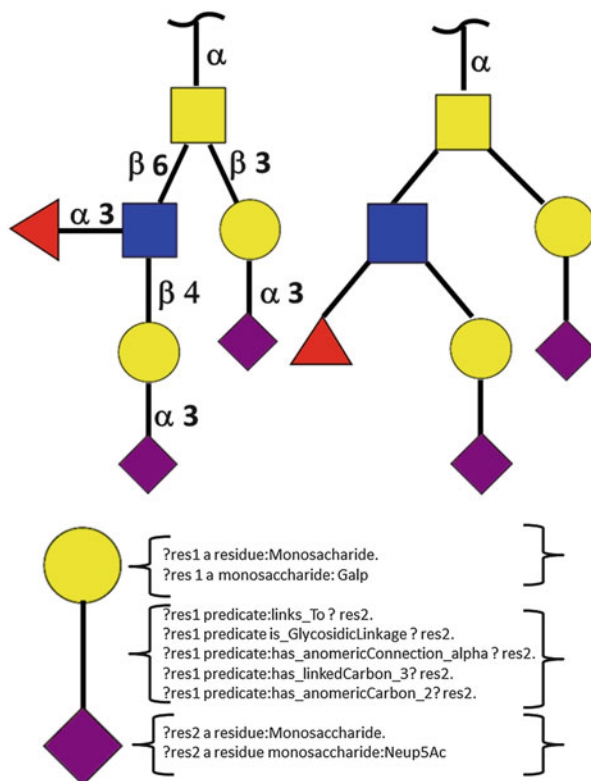 α
α
β 6
β 3
α 3
β 4
α 3
α 3
?res1 a residue:Monosacharide.
?res 1 a monosaccharide: Galp
?res1 predicate:links_To ? res2.
?res1 predicate is_GlycosidicLinkage ? res2.
?res1 predicate:has_anomericConnection_alpha ? res2.
?res1 predicate:has_linkedCarbon_3? res2.
?res1 predicate:has_anomericCarbon_2? res2.
?res2 a residue:Monosaccharide.
?res2 a residue monosaccharide:Neup5Ac